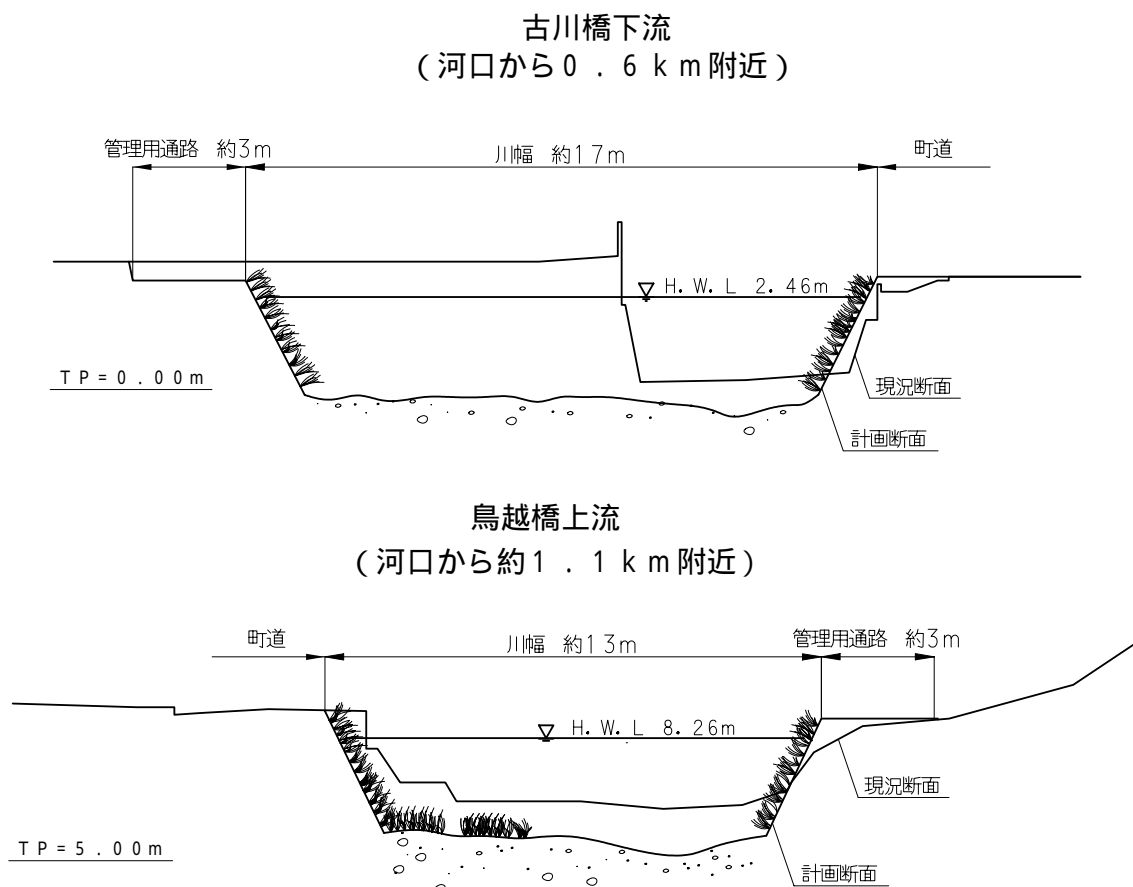 古川橋下流
（河口から０．６ｋｍ附近）
管理用通路 約3m
川幅 約17m
町道
H.W.L 2.46m
TP=0.00m
現況断面
計画断面
鳥越橋上流
（河口から約１．１ｋｍ附近）
町道
川幅 約13m
管理用通路 約3m
H.W.L 8.26m
現況断面
TP=5.00m
計画断面